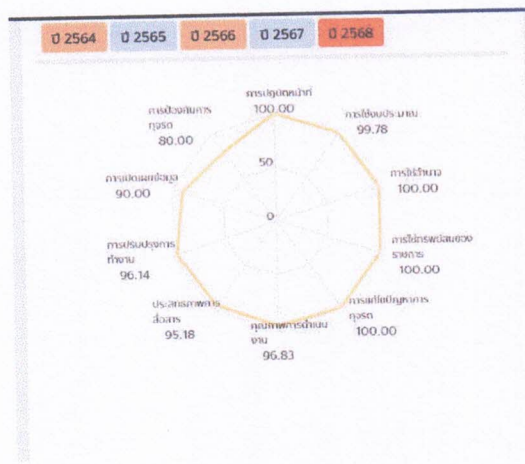 ปี 2564 ปี 2565 ปี 2566 ปี 2567 ปี 2568
การปฏิบัติหน้าที่
100.00
การใช้งบประมาณ
99.78
การใช้อำนาจ
100.00
การใช้ทรัพย์สินของ
ราชการ
100.00
การแก้ไขปัญหาการ
ทุจริต
100.00
คุณภาพการดำเนิน
งาน
96.83
ประสิทธิภาพการ
สื่อสาร
95.18
การปรับปรุงการ
ทำงาน
96.14
การเปิดเผยข้อมูล
90.00
การป้องกันการ
ทุจริต
80.00
50
0